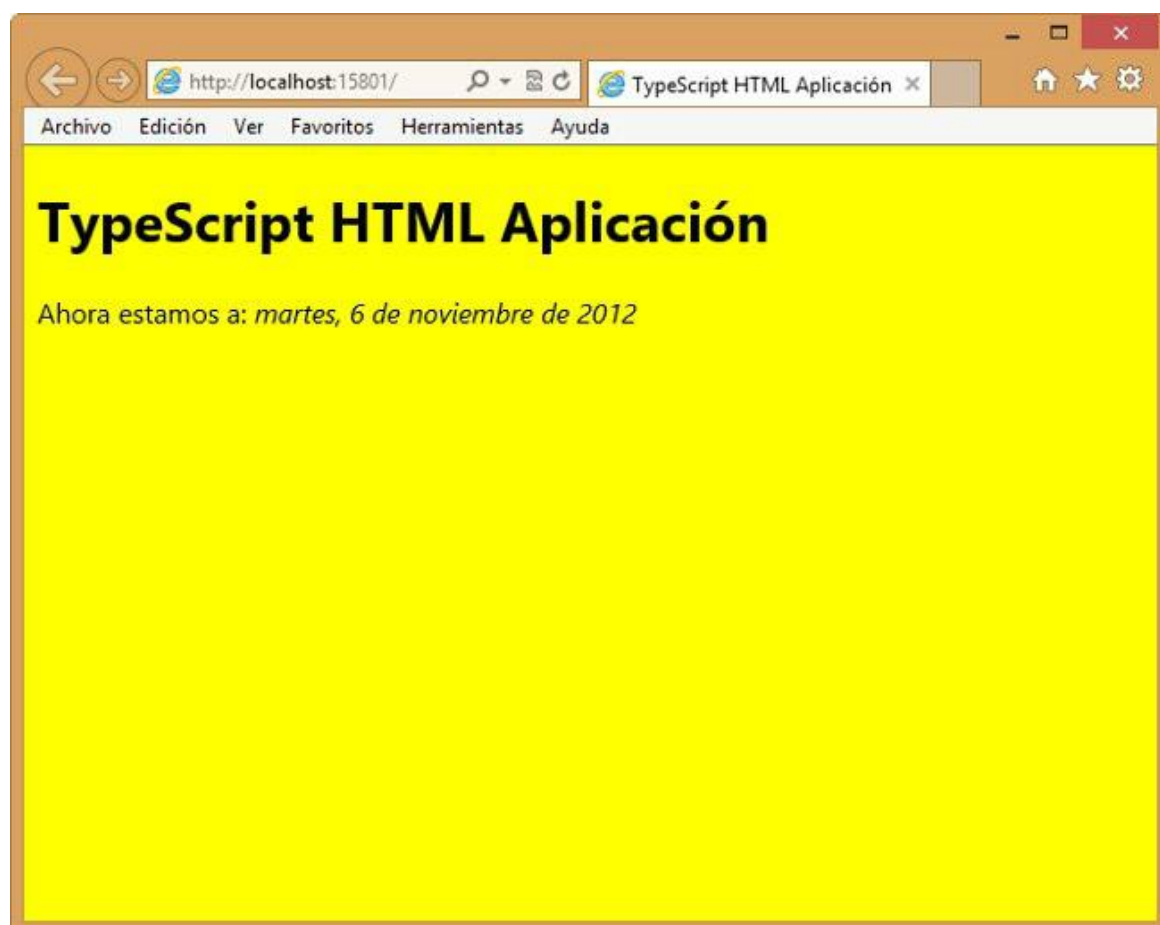 http://localhost:15801/
TypeScript HTML Aplicación
Archivo Edición Ver Favoritos Herramientas Ayuda
TypeScript HTML Aplicación
Ahora estamos a: martes, 6 de noviembre de 2012